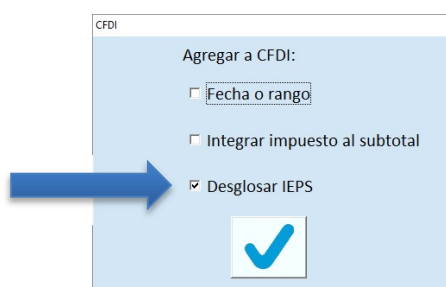 CFDI
Agregar a CFDI:
Fecha o rango
Integrar impuesto al subtotal
Desglosar IEPS